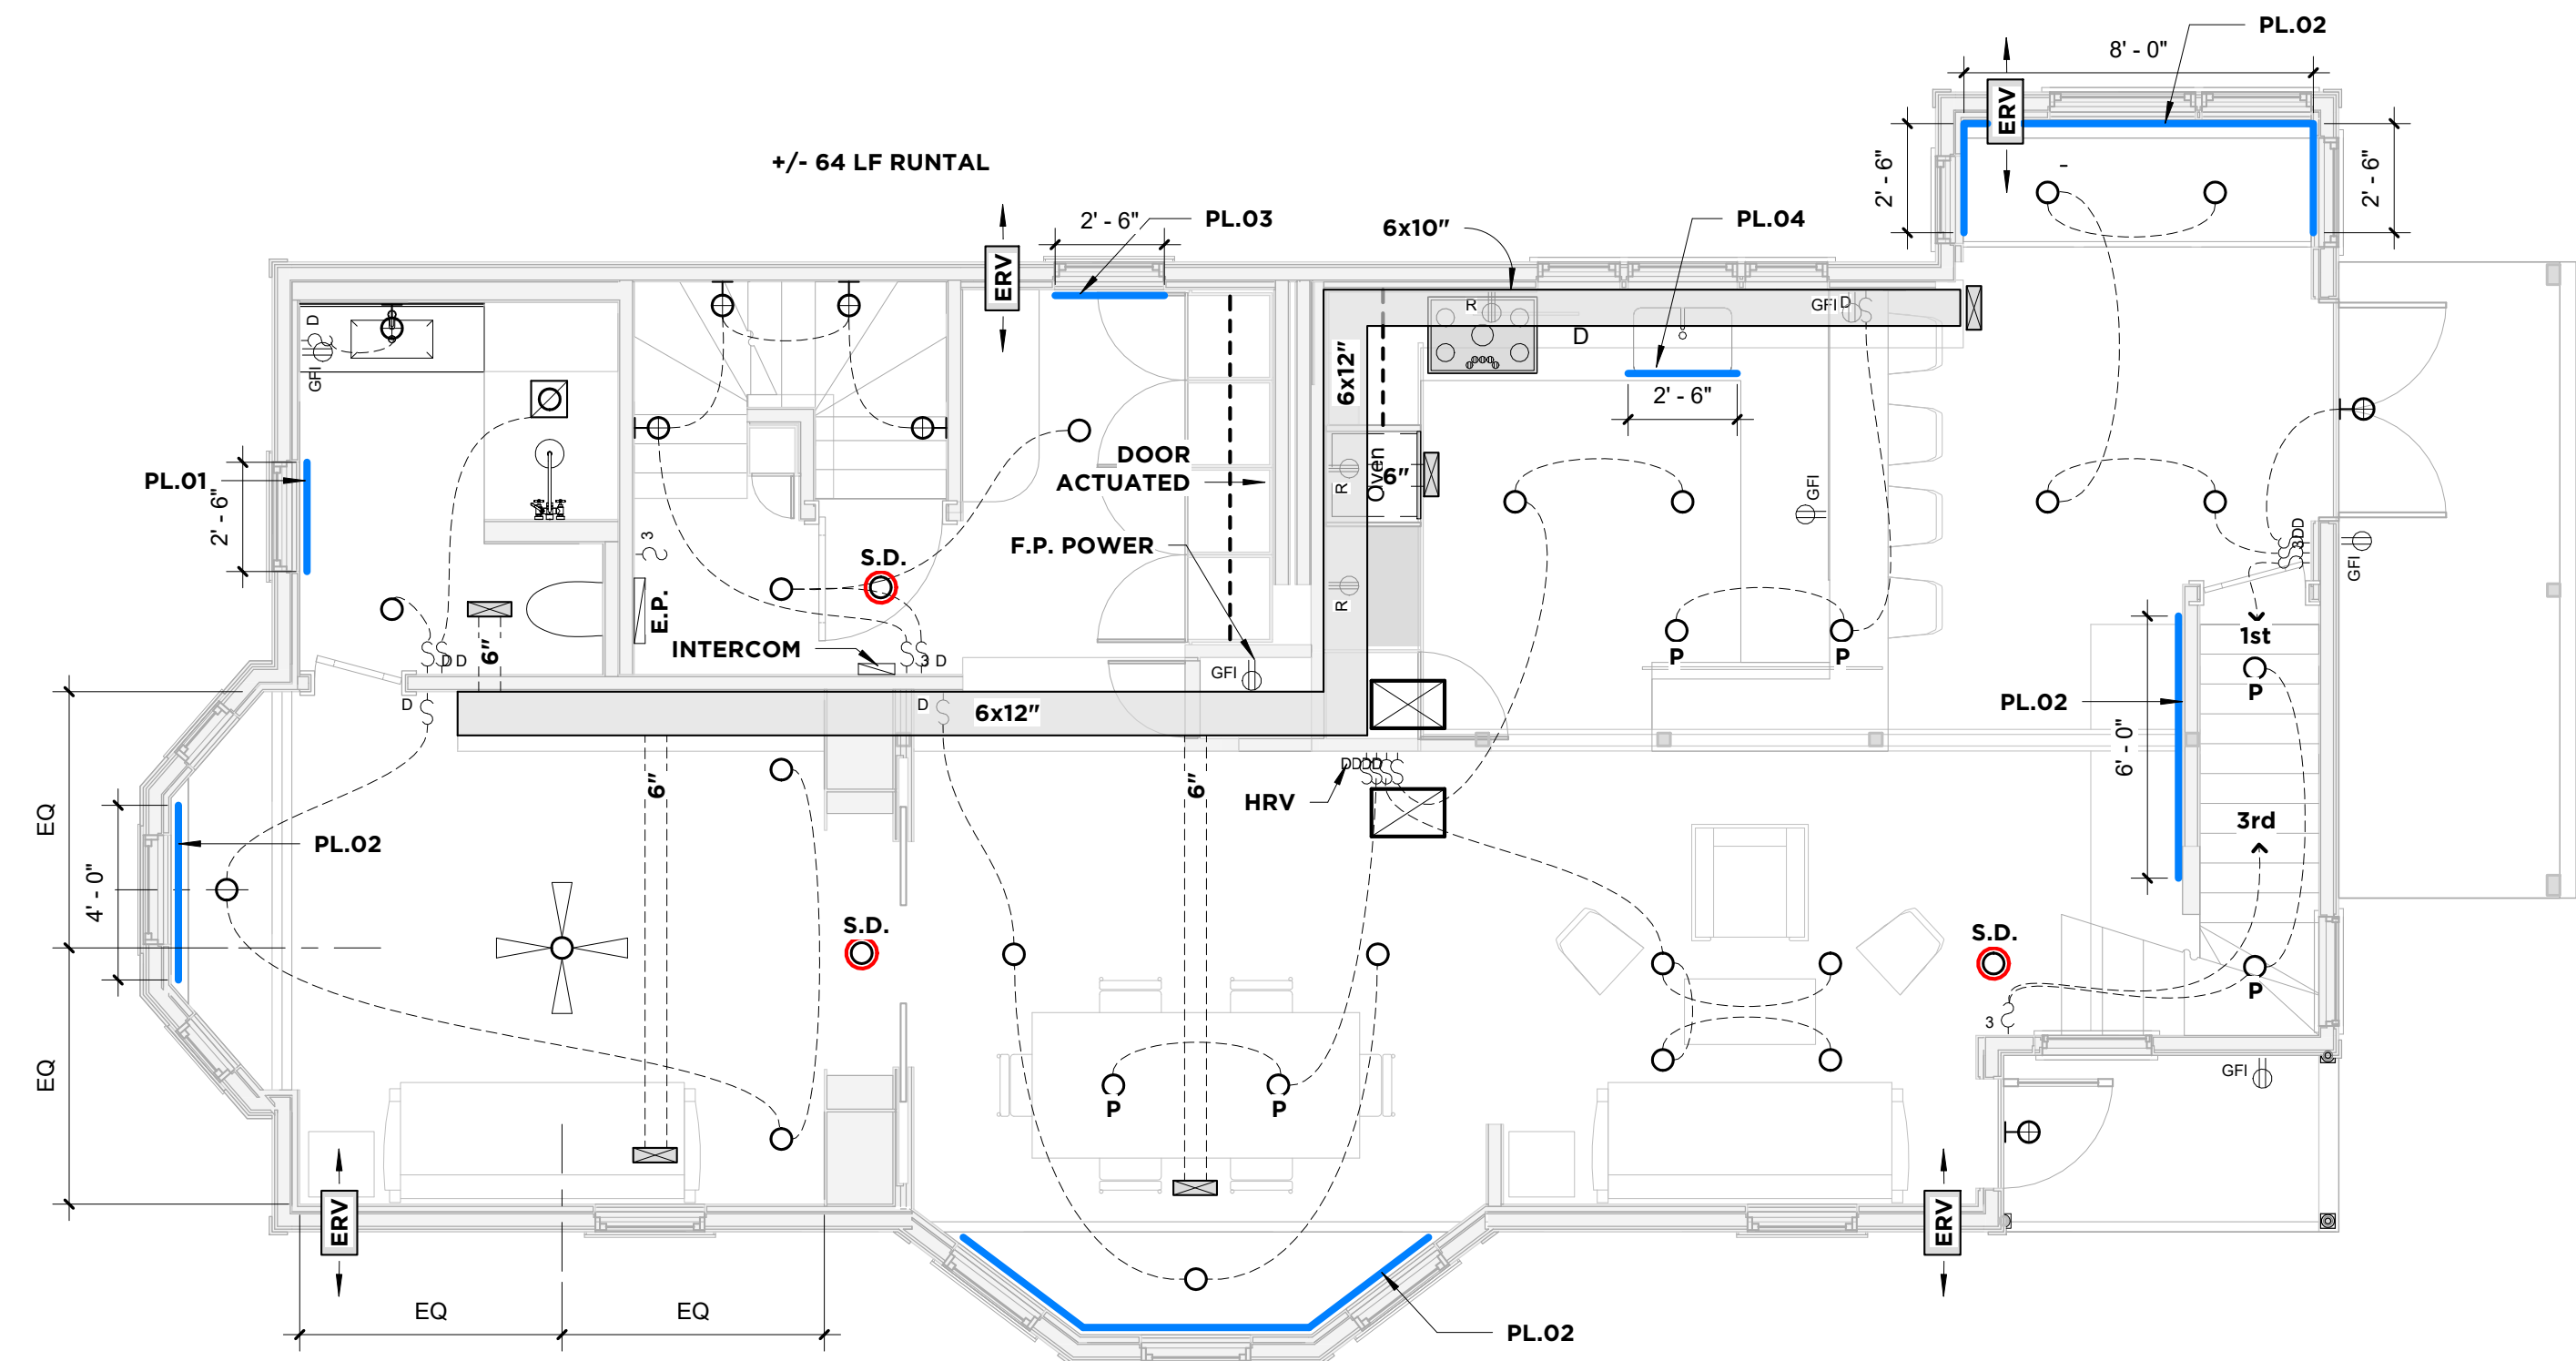 PL.02
8' - 0"
ERV
2' - 6"
2' - 6"
+/- 64 LF RUNTAL
2' - 6"
PL.03
6x10"
PL.04
ERV
D
GFI
R
D
GFI
D
6x12"
2' - 6"
DOOR
ACTUATED
Oven
6"
R
GFI
PL.01
2' - 6"
3
F.P. POWER
S.D.
E.P.
R
3DD
GFI
INTERCOM
D D
6"
3 D
GFI
P
P
1st
P
D
D
6x12"
PL.02
6' - 0"
EQ
6"
6"
DDDD
HRV
3rd
PL.02
4' - 0"
S.D.
S.D.
P
3
EQ
P
P
GFI
ERV
ERV
EQ
EQ
PL.02